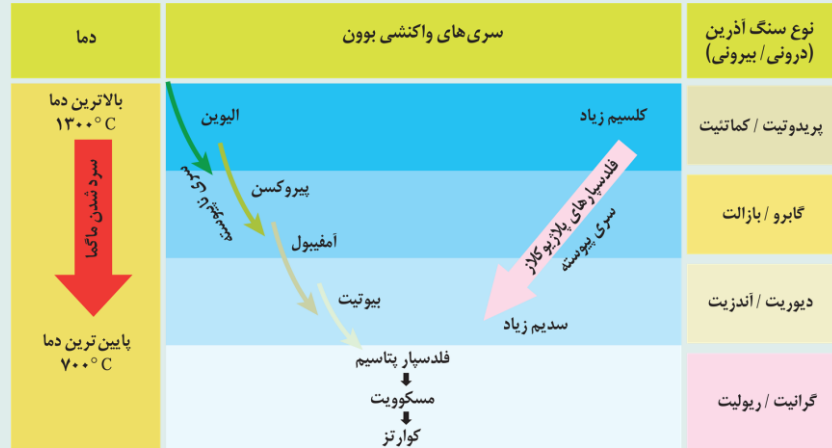 نوع سنگ آذرین
(درونی/ بیرونی)
سری‌های واکنشی بوون
دما
پریدوتیت / کماتئیت
گابرو / بازالت
دیوریت / آندزیت
گرانیت / ریولیت
کلسیم زیاد
فلدسپارهای پلاژیوکلاز
سری پیوسته
سدیم زیاد
الیوین
پیروکسن
آمفیبول
بیوتیت
سری ناپیوسته
فلدسپار پتاسیم
مسکوویت
کوارتز
بالاترین دما
۱۳۰۰° C
سرد شدن ماگما
پایین ترین دما
۷۰۰° C